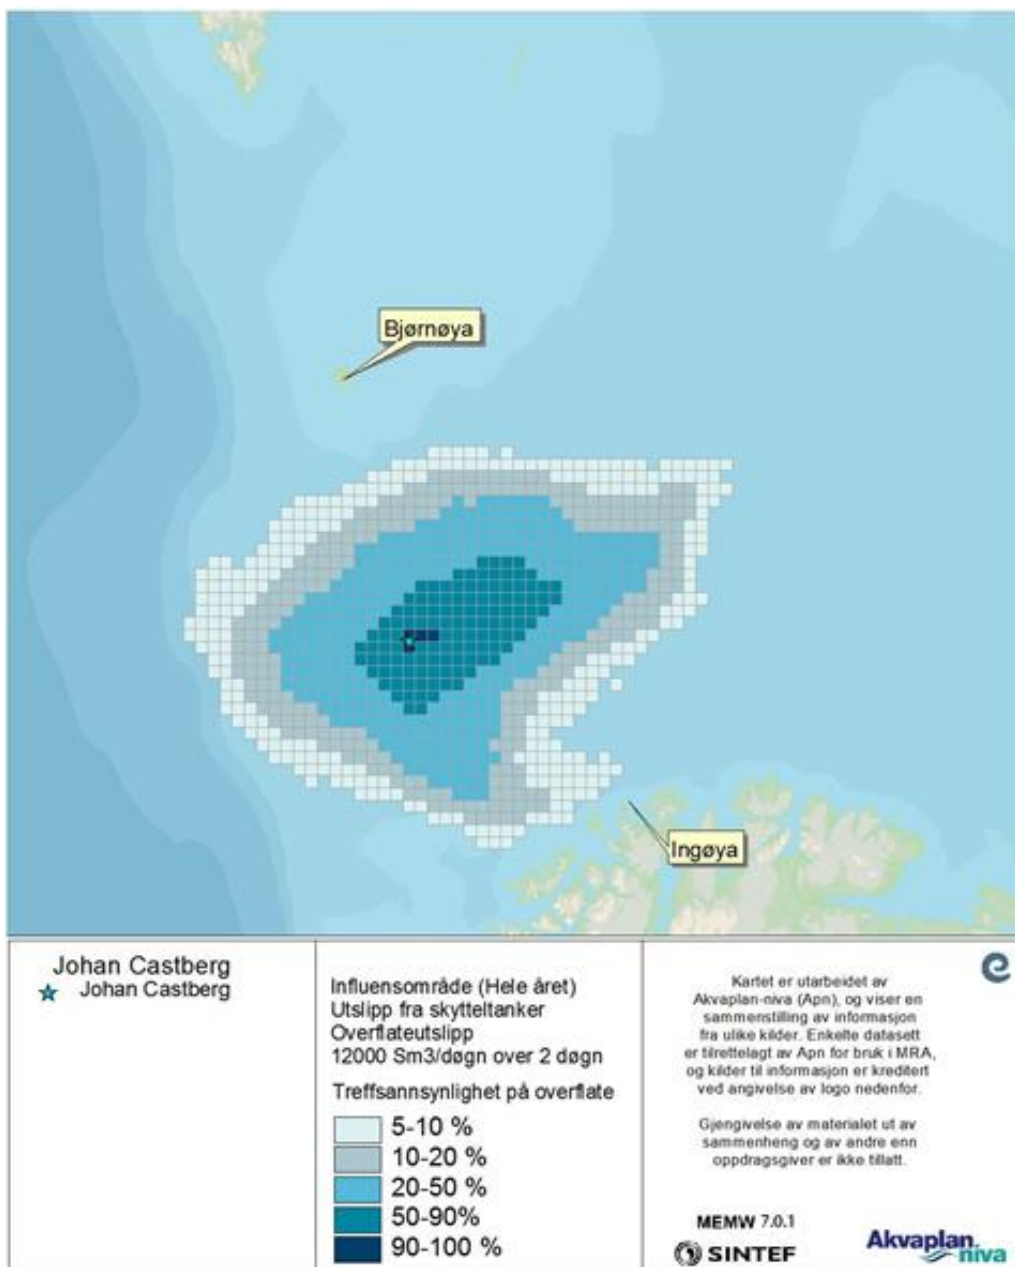 Bjørnøya
Ingøya
Johan Castberg
Johan Castberg
Influensområde (Hele året)
Utslipp fra skytteltanker
Overflateutslipp
12000 Sm3/døgn over 2 døgn
Treffsannsynlighet på overflate
5-10 %
10-20 %
20-50 %
50-90%
90-100 %
Kartet er utarbeidet av
Akvaplan-niva (Apn), og viser en
sammenstilling av informasjon
fra ulike kilder. Enkelte datasett
er tilrettelagt av Apn for bruk i MRA,
og kilder til informasjon er kreditert
ved angivelse av logo nedenfor.
Gjengivelse av materialet ut av
sammenheng og av andre enn
oppdragsgiver er ikke tillatt.
MEMW 7.0.1
SINTEF
Akvaplan
niva